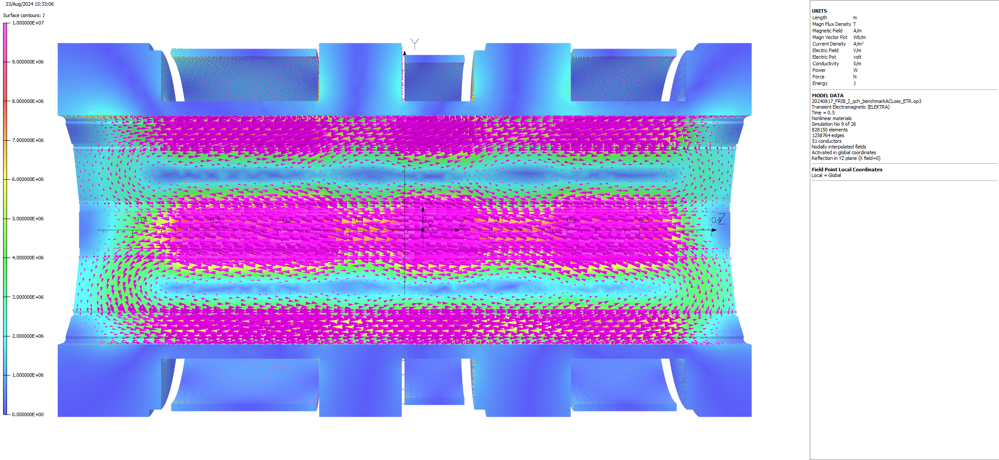 23/Aug/2024 15:33:06
Surface contours: J
1.000000E+07
9.000000E+06
8.000000E+06
7.000000E+06
6.000000E+06
5.000000E+06
4.000000E+06
3.000000E+06
2.000000E+06
1.000000E+06
0.000000E+00
Y
Y
-0.4 0.3 -0.2 -0.1 0 X Z 0.1 0.2 0.3 0.4 Z
UNITS
Length m
Magn Flux Density T
Magnetic Field A/m
Magn Vector Pot Wb/m
Current Density A/m²
Electric Field V/m
Electric Pot volt
Conductivity S/m
Power W
Force N
Energy J
MODEL DATA
20240817_FRIB_I_qch_benchmarkACLoss_ETR.op3
Transient Electromagnetic (ELEKTRA)
Time = 0.5
Nonlinear materials
Simulation No 9 of 26
828150 elements
1258764 edges
51 conductors
Nodally interpolated fields
Activated in global coordinates
Reflection in YZ plane (X field=0)
Field Point Local Coordinates
Local = Global